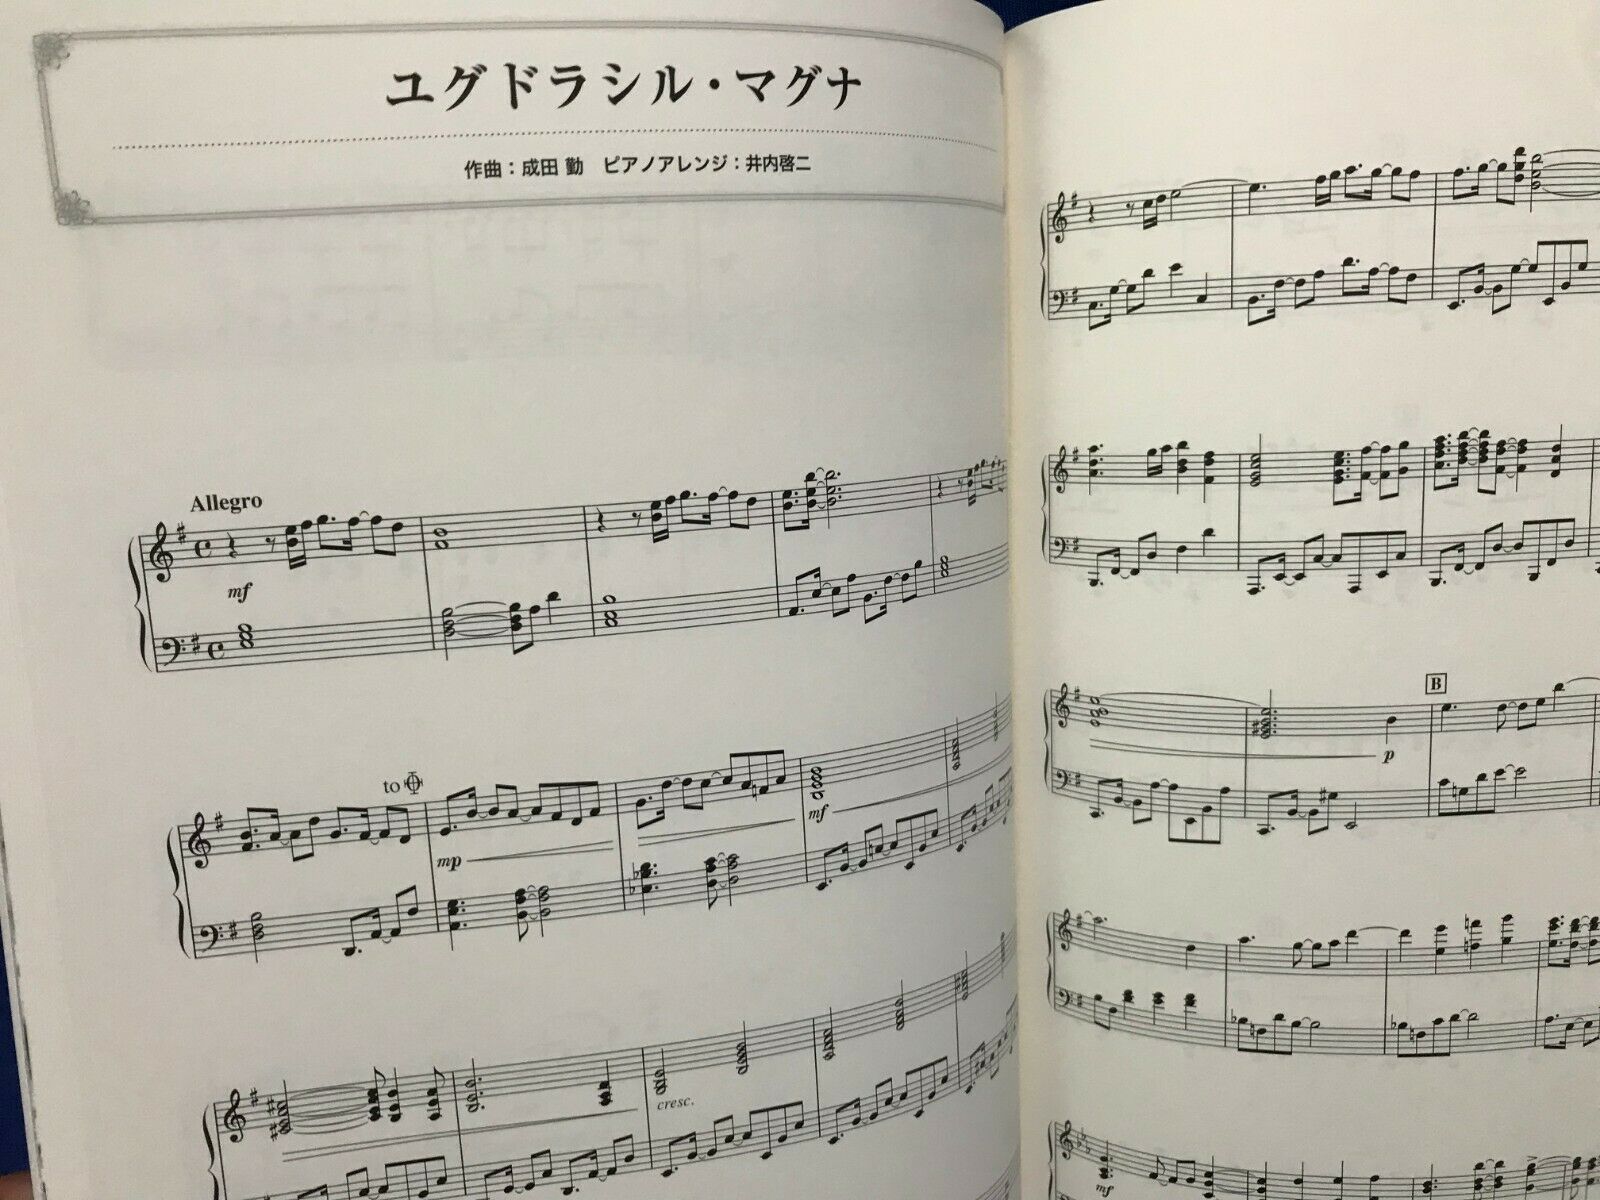 ユグドラシル・マグナ
作曲：成田 勤　ピアノアレンジ：井内啓二
Allegro
mf
to
mp
mf
cresc.
B
p
mf